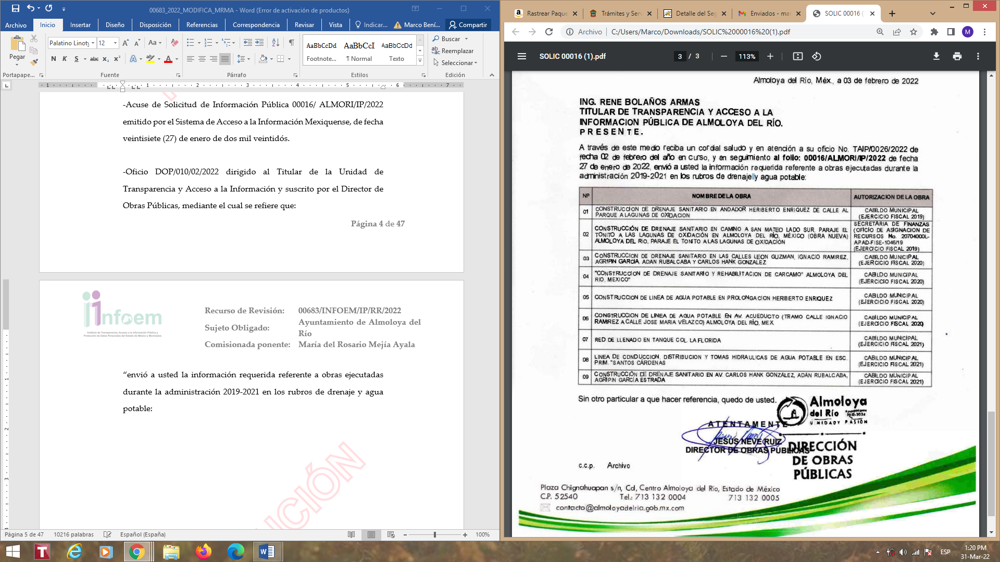 00683_2022_MODIFICA_MRMA - Word (Error de activación de productos)
Archivo Inicio Insertar Diseño Disposición Referencias Correspondencia Revisar Vista Indicar... Marco Bení... Compartir
Pegar
Palatino Linoty 12
N K S abc x₂ x²
AaBbCcDd AaBbCcI AaBbCcDd
Footnote... ¶ Normal Texto
Buscar
Reemplazar
Seleccionar
Portapape... Fuente Párrafo Estilos Edición
-Acuse de Solicitud de Información Pública 00016/ ALMORI/IP/2022
emitido por el Sistema de Acceso a la Información Mexiquense, de fecha
veintisiete (27) de enero de dos mil veintidós.
-Oficio DOP/010/02/2022 dirigido al Titular de la Unidad de
Transparencia y Acceso a la Información y suscrito por el Director de
Obras Públicas, mediante el cual se refiere que:
Página 4 de 47
infoem
Instituto de Transparencia, Acceso a la Información Pública y
Protección de Datos Personales del Estado de México y Municipios
Recurso de Revisión: 00683/INFOEM/IP/RR/2022
Sujeto Obligado: Ayuntamiento de Almoloya del
Río
Comisionada ponente: María del Rosario Mejía Ayala
“envió a usted la información requerida referente a obras ejecutadas
durante la administración 2019-2021 en los rubros de drenaje y agua
potable:
UCIÓN
Página 5 de 47 10216 palabras Español (España) 100%
Rastrear Paque Trámites y Serv Detalle del Seg Enviados - mar SOLIC 00016 (
Archivo C:/Users/Marco/Downloads/SOLIC%2000016%20(1).pdf M
SOLIC 00016 (1).pdf 3 / 3 113%
Almoloya del Río, Méx., a 03 de febrero de 2022
ING. RENE BOLAÑOS ARMAS
TITULAR DE TRANSPARENCIA Y ACCESO A LA
INFORMACION PÚBLICA DE ALMOLOYA DEL RÍO.
P R E S E N T E .
A través de este medio reciba un cordial saludo y en atención a su oficio No. TAIP/0026/2022 de
fecha 02 de febrero del año en curso, y en seguimiento al folio: 00016/ALMORI/IP/2022 de fecha
27 de enero de 2022, envió a usted la información requerida referente a obras ejecutadas durante la
administración 2019-2021 en los rubros de drenaje y agua potable:
NP NOMBRE DE LA OBRA AUTORIZACION DE LA OBRA
01 CONSTRUCCION DE DRENAJE SANITARIO EN ANDADOR HERIBERTO ENRIQUEZ DE CALLE AL
PARQUE A LAGUNAS DE OXIDACION
CABILDO MUNICIPAL
(EJERCICIO FISCAL 2019)
02 CONSTRUCCIÓN DE DRENAJE SANITARIO EN CAMINO A SAN MATEO LADO SUR, PARAJE EL
TONITO A LAS LAGUNAS DE OXIDACIÓN EN ALMOLOYA DEL RÍO, MÉXICO (OBRA NUEVA)
ALMOLOYA DEL RIO, PARAJE EL TONITO A LAS LAGUNAS DE OXIDACIÓN
SECRETARIA DE FINANZAS
(OFICIO DE ASIGNACION DE
RECURSOS No. 20704000L-
APAD-FISE-1046/19
(EJERCICIO FISCAL 2019)
03 CONSTRUCCION DE DRENAJE SANITARIO EN LAS CALLES LEON GUZMAN, IGNACIO RAMIREZ,
AGRIPIN GARCIA, ADAN RUBALCABA Y CARLOS HANK GONZALEZ
CABILDO MUNICIPAL
(EJERCICIO FISCAL 2020)
04 "CONSTRUCCION DE DRENAJE SANITARIO Y REHABILITACION DE CARCAMO" ALMOLOYA DEL
RIO, MEXICO"
CABILDO MUNICIPAL
(EJERCICIO FISCAL 2020)
05 CONSTRUCCION DE LINEA DE AGUA POTABLE EN PROLONGACION HERIBERTO ENRIQUEZ
CABILDO MUNICIPAL
(EJERCICIO FISCAL 2020)
06 CONSTRUCCION DE LINEA DE AGUA POTABLE EN AV. ACUEDUCTO (TRAMO CALLE IGNACIO
RAMIREZ A CALLE JOSE MARIA VELAZCO) ALMOLOYA DEL RÍO, MEX
CABILDO MUNICIPAL
(EJERCICIO FISCAL 2020)
07 RED DE LLENADO EN TANQUE COL. LA FLORIDA
CABILDO MUNICIPAL
(EJERCICIO FISCAL 2021)
08 LINEA DE CONDUCCION, DISTRIBUCION Y TOMAS HIDRAULICAS DE AGUA POTABLE EN ESC.
PRIM. "SANTOS CÁRDENAS
CABILDO MUNICIPAL
(EJERCICIO FISCAL 2021)
09 CONSTRUCCIÓN DE DRENAJE SANITARIO EN AV. CARLOS HANK GONZÁLEZ, ADÁN RUBALCABA,
AGRIPIN GARCÍA ESTRADA
CABILDO MUNICIPAL
(EJERCICIO FISCAL 2021)
Sin otro particular a que hacer referencia, quedo de usted.
A T E N T A M E N T E
JESUS NEVE RUIZ
DIRECTOR DE OBRAS PUBLICAS
Almoloya
del Río
UNIDAD Y PASIÓN
DIRECCIÓN
DE OBRAS
PÚBLICAS
c.c.p. Archivo
Plaza Chignahuapan s/n, Cd, Centro Almoloya del Río, Estado de México
C.P. 52540 Tel.: 713 132 0004 713 132 0005
contacto@almoloyadelria.gob.mx.com
ESP 1:20 PM
31-Mar-22